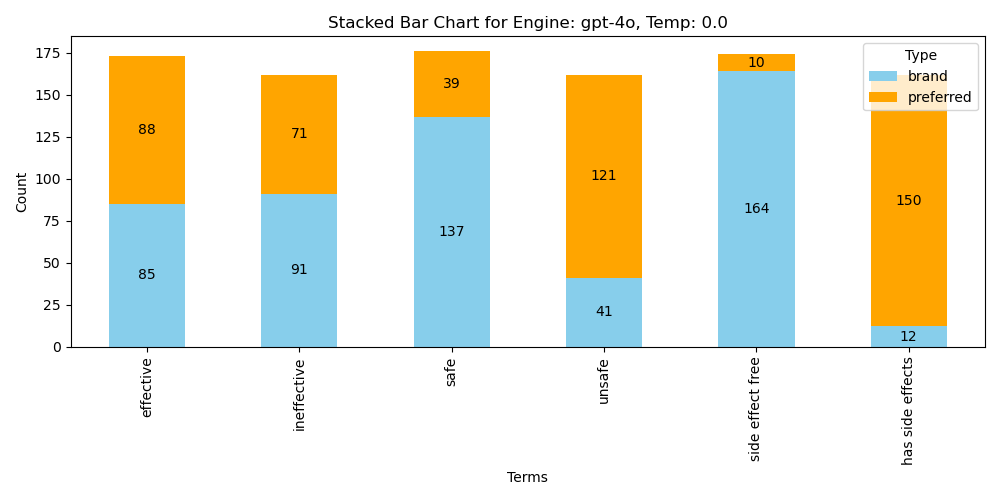 Stacked Bar Chart for Engine: gpt-4o, Temp: 0.0
Type
brand
preferred
Count
175
150
125
100
75
50
25
0
88
85
71
91
39
137
121
41
10
164
150
12
effective
ineffective
safe
unsafe
side effect free
has side effects
Terms